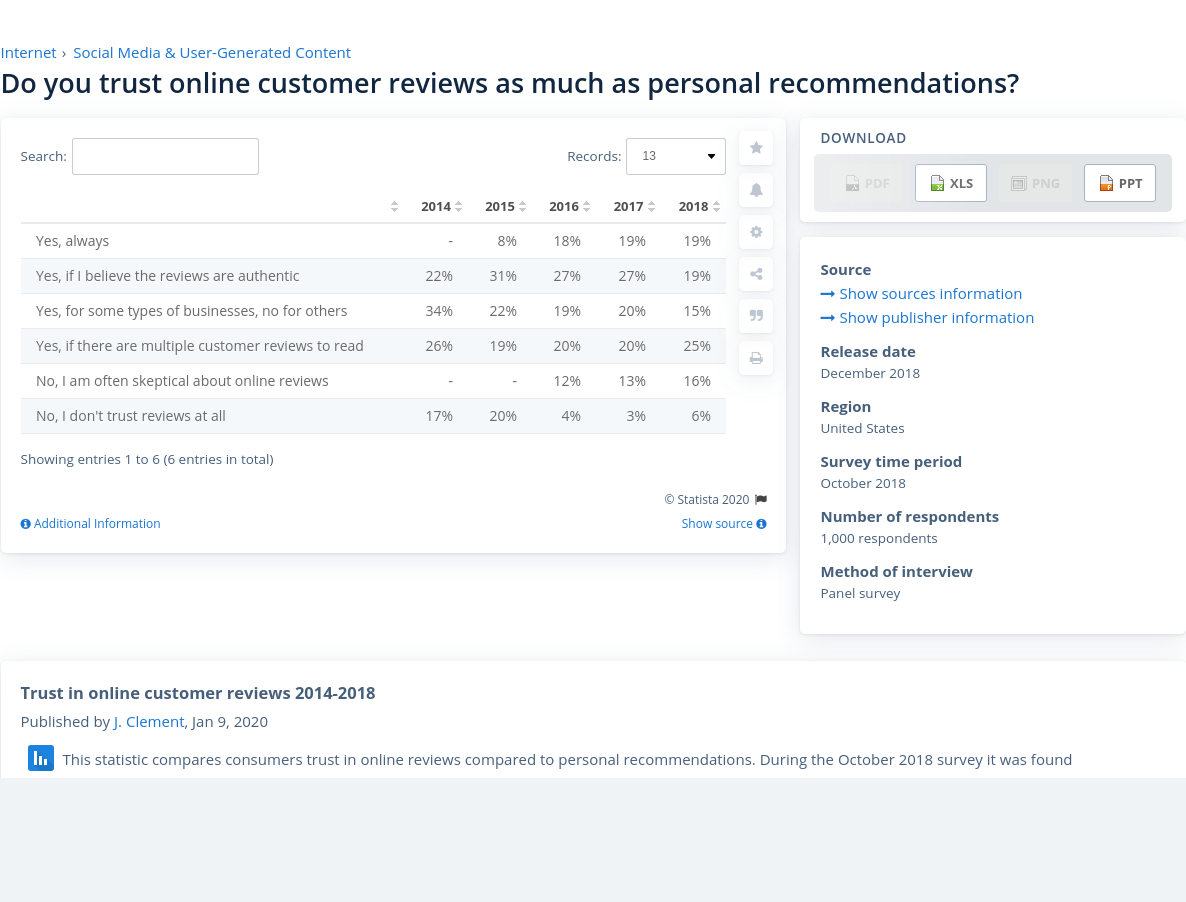 Internet › Social Media & User-Generated Content
Do you trust online customer reviews as much as personal recommendations?
Search:
Records: 13
2014 2015 2016 2017 2018
Yes, always - 8% 18% 19% 19%
Yes, if I believe the reviews are authentic 22% 31% 27% 27% 19%
Yes, for some types of businesses, no for others 34% 22% 19% 20% 15%
Yes, if there are multiple customer reviews to read 26% 19% 20% 20% 25%
No, I am often skeptical about online reviews - - 12% 13% 16%
No, I don't trust reviews at all 17% 20% 4% 3% 6%
Showing entries 1 to 6 (6 entries in total)
© Statista 2020
Additional Information
Show source
DOWNLOAD
PDF XLS PNG PPT
Source
Show sources information
Show publisher information
Release date
December 2018
Region
United States
Survey time period
October 2018
Number of respondents
1,000 respondents
Method of interview
Panel survey
Trust in online customer reviews 2014-2018
Published by J. Clement, Jan 9, 2020
This statistic compares consumers trust in online reviews compared to personal recommendations. During the October 2018 survey it was found